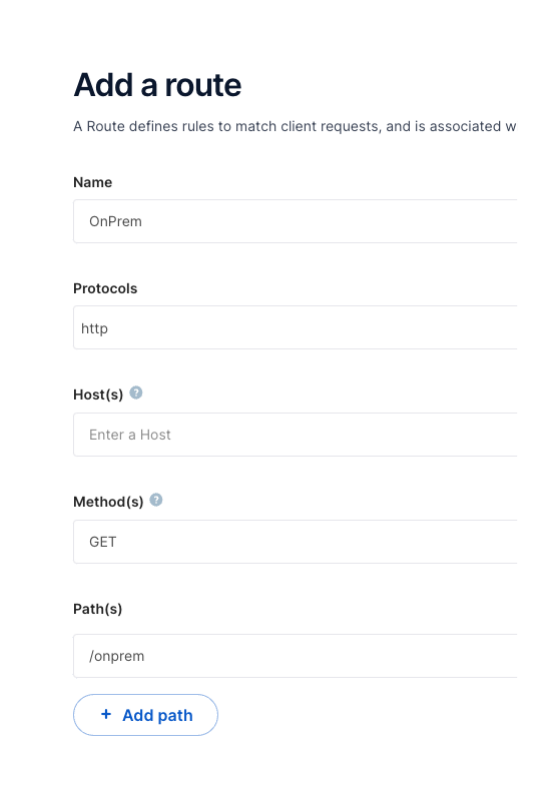 Add a route
A Route defines rules to match client requests, and is associated w
Name
OnPrem
Protocols
http
Host(s) ?
Enter a Host
Method(s) ?
GET
Path(s)
/onprem
+ Add path